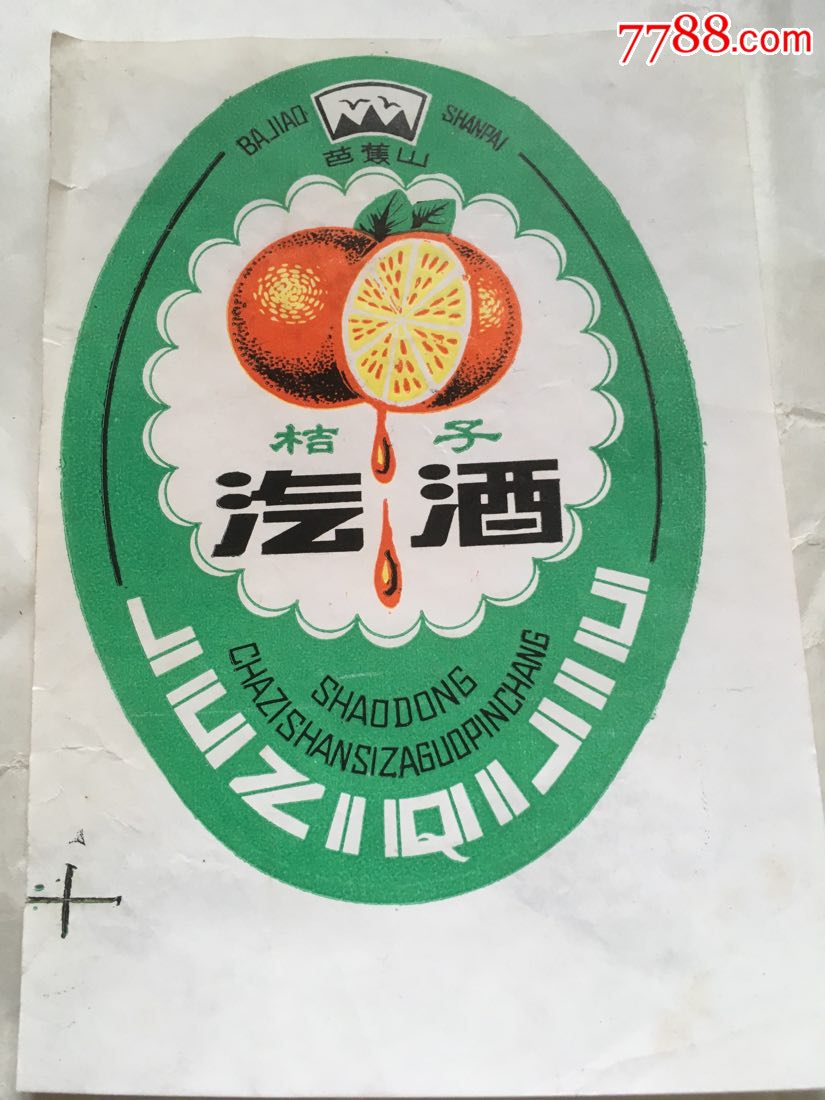 7788.com
BAJIAO SHANPAI
芭蕉山
桔子
汽酒
SHAODONG
CHAZISHANSIZAGUOPINCHANG
JUZIQIJIU